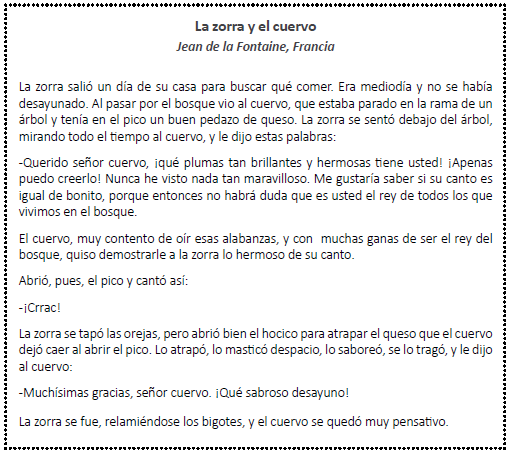 La zorra y el cuervo
Jean de la Fontaine, Francia
La zorra salió un día de su casa para buscar qué comer. Era mediodía y no se había
desayunado. Al pasar por el bosque vio al cuervo, que estaba parado en la rama de un
árbol y tenía en el pico un buen pedazo de queso. La zorra se sentó debajo del árbol,
mirando todo el tiempo al cuervo, y le dijo estas palabras:
-Querido señor cuervo, ¡qué plumas tan brillantes y hermosas tiene usted! ¡Apenas
puedo creerlo! Nunca he visto nada tan maravilloso. Me gustaría saber si su canto es
igual de bonito, porque entonces no habrá duda que es usted el rey de todos los que
vivimos en el bosque.
El cuervo, muy contento de oír esas alabanzas, y con  muchas ganas de ser el rey del
bosque, quiso demostrarle a la zorra lo hermoso de su canto.
Abrió, pues, el pico y cantó así:
-¡Crrac!
La zorra se tapó las orejas, pero abrió bien el hocico para atrapar el queso que el cuervo
dejó caer al abrir el pico. Lo atrapó, lo masticó despacio, lo saboreó, se lo tragó, y le dijo
al cuervo:
-Muchísimas gracias, señor cuervo. ¡Qué sabroso desayuno!
La zorra se fue, relamiéndose los bigotes, y el cuervo se quedó muy pensativo.